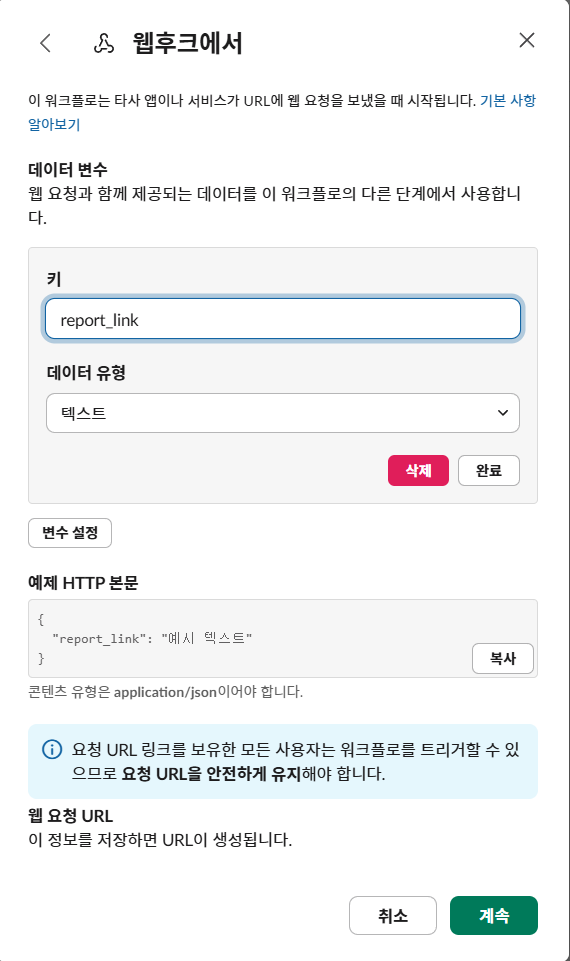 웹후크에서
이 워크플로는 타사 앱이나 서비스가 URL에 웹 요청을 보냈을 때 시작됩니다. 기본 사항
알아보기
데이터 변수
웹 요청과 함께 제공되는 데이터를 이 워크플로의 다른 단계에서 사용합니
다.
키
report_link
데이터 유형
텍스트
삭제 완료
변수 설정
예제 HTTP 본문
{
"report_link": "예시 텍스트"
}
복사
콘텐츠 유형은 application/json이어야 합니다.
요청 URL 링크를 보유한 모든 사용자는 워크플로를 트리거할 수 있
으므로 요청 URL을 안전하게 유지해야 합니다.
웹 요청 URL
이 정보를 저장하면 URL이 생성됩니다.
취소 계속